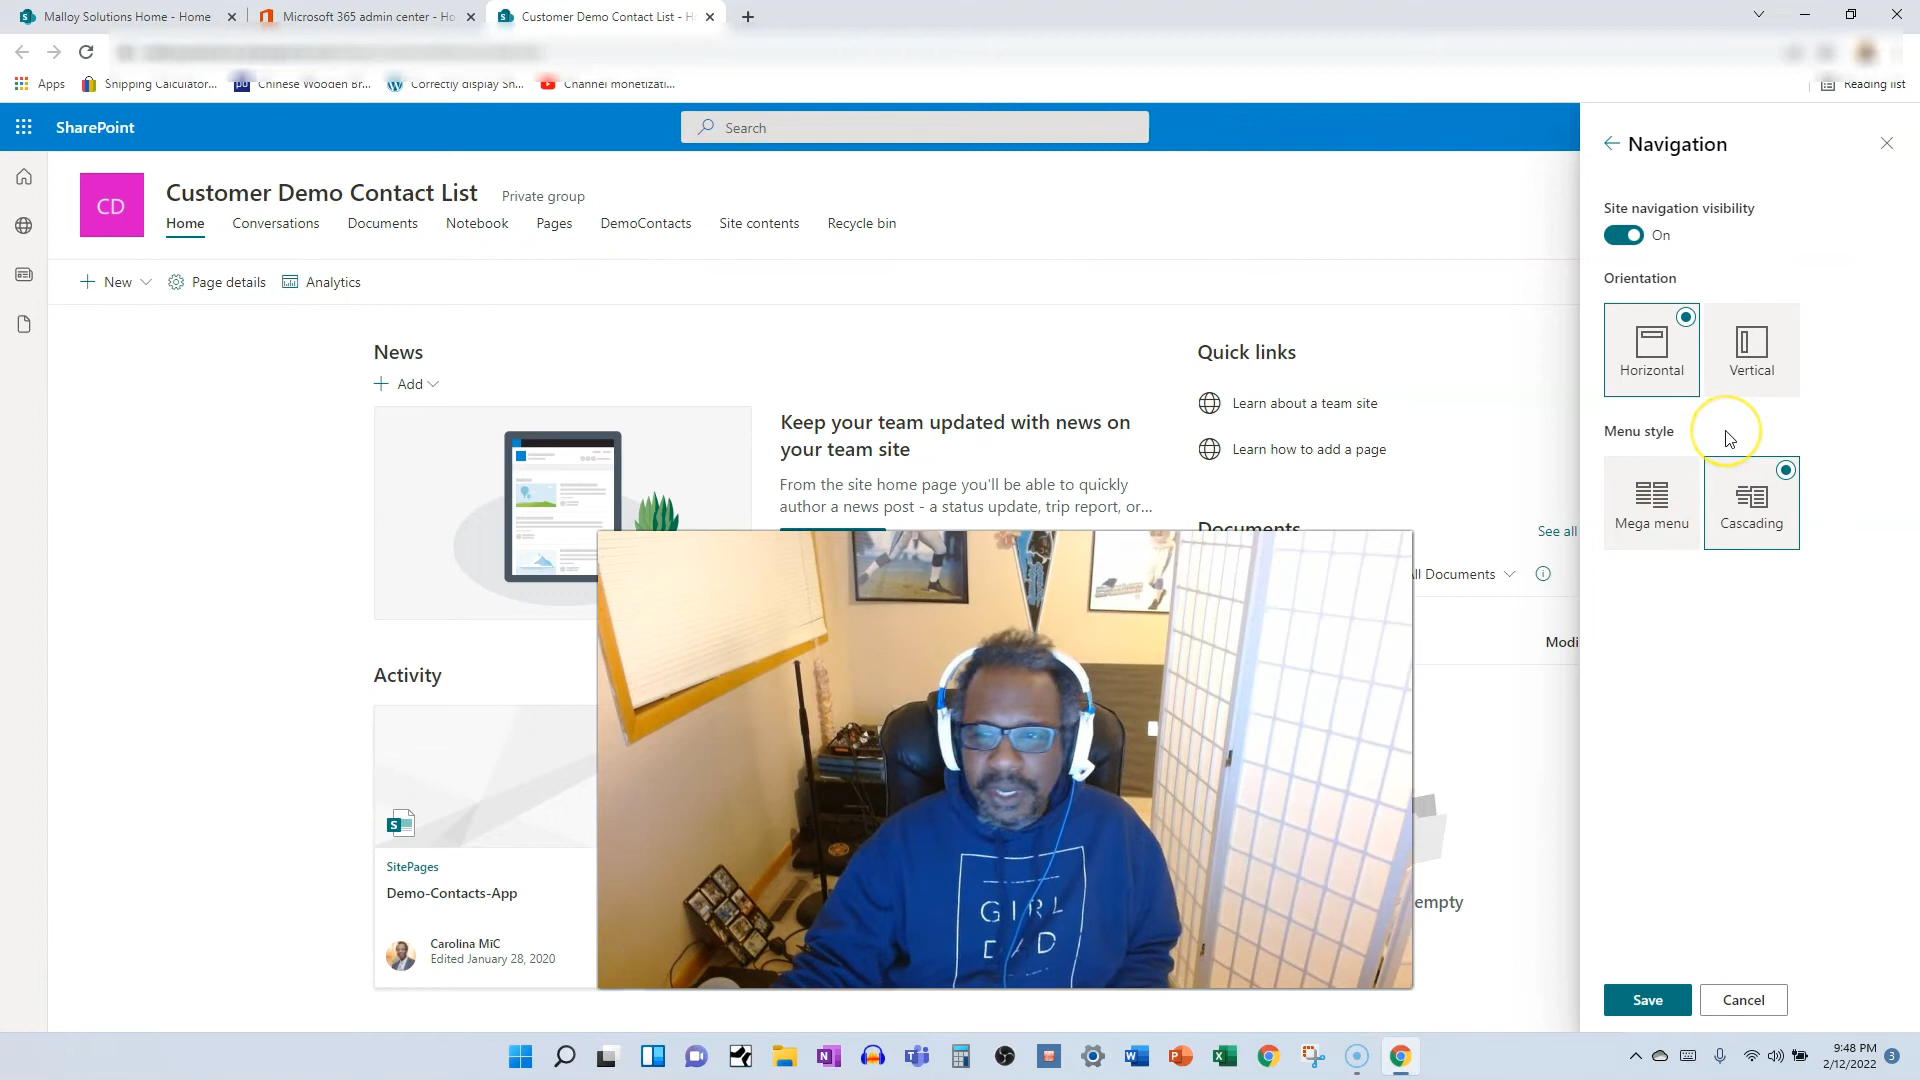 Malloy Solutions Home - Home
Microsoft 365 admin center - Ho
Customer Demo Contact List - H
Apps
Shipping Calculator...
Chinese Wooden Br...
Correctly display Sh...
Channel monetizati...
Reading list
SharePoint
Search
CD
Customer Demo Contact List
Private group
Home
Conversations
Documents
Notebook
Pages
DemoContacts
Site contents
Recycle bin
New
Page details
Analytics
News
Add
Keep your team updated with news on
your team site
From the site home page you'll be able to quickly
author a news post - a status update, trip report, or...
Quick links
Learn about a team site
Learn how to add a page
Documents
See all
ll Documents
Modi
empty
Activity
S
SitePages
Demo-Contacts-App
Carolina MiC
Edited January 28, 2020
GIRL
DAD
Navigation
Site navigation visibility
On
Orientation
Horizontal
Vertical
Menu style
Mega menu
Cascading
Save
Cancel
9:48 PM
2/12/2022
3